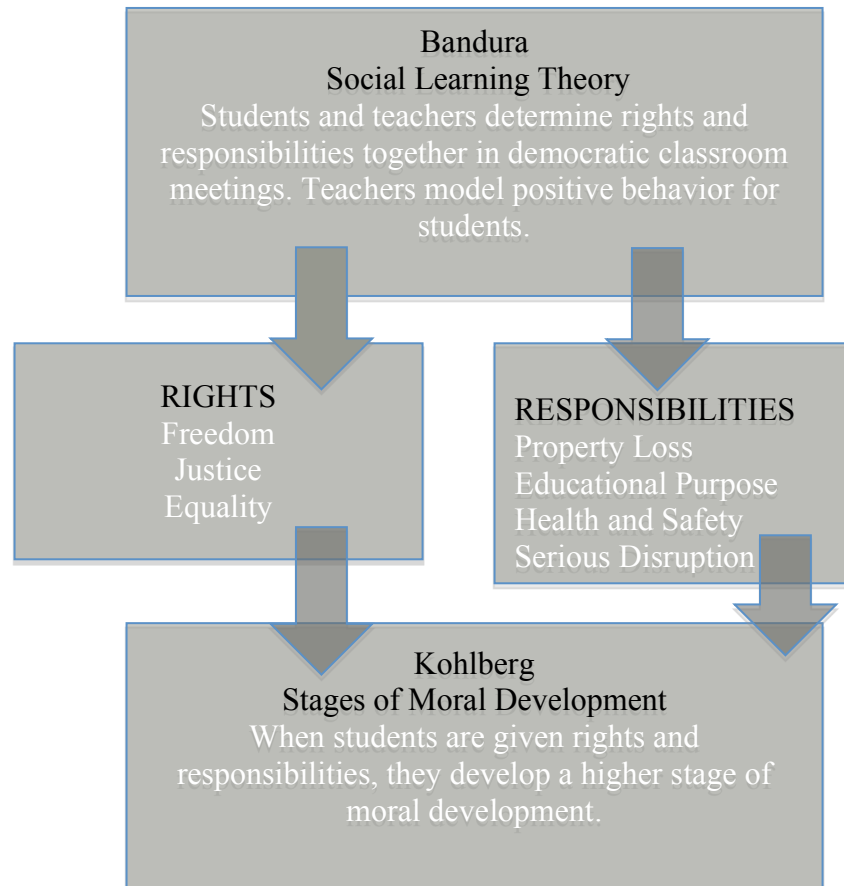 Bandura
Social Learning Theory
Students and teachers determine rights and
responsibilities together in democratic classroom
meetings. Teachers model positive behavior for
students.
RIGHTS
Freedom
Justice
Equality
RESPONSIBILITIES
Property Loss
Educational Purpose
Health and Safety
Serious Disruption
Kohlberg
Stages of Moral Development
When students are given rights and
responsibilities, they develop a higher stage of
moral development.